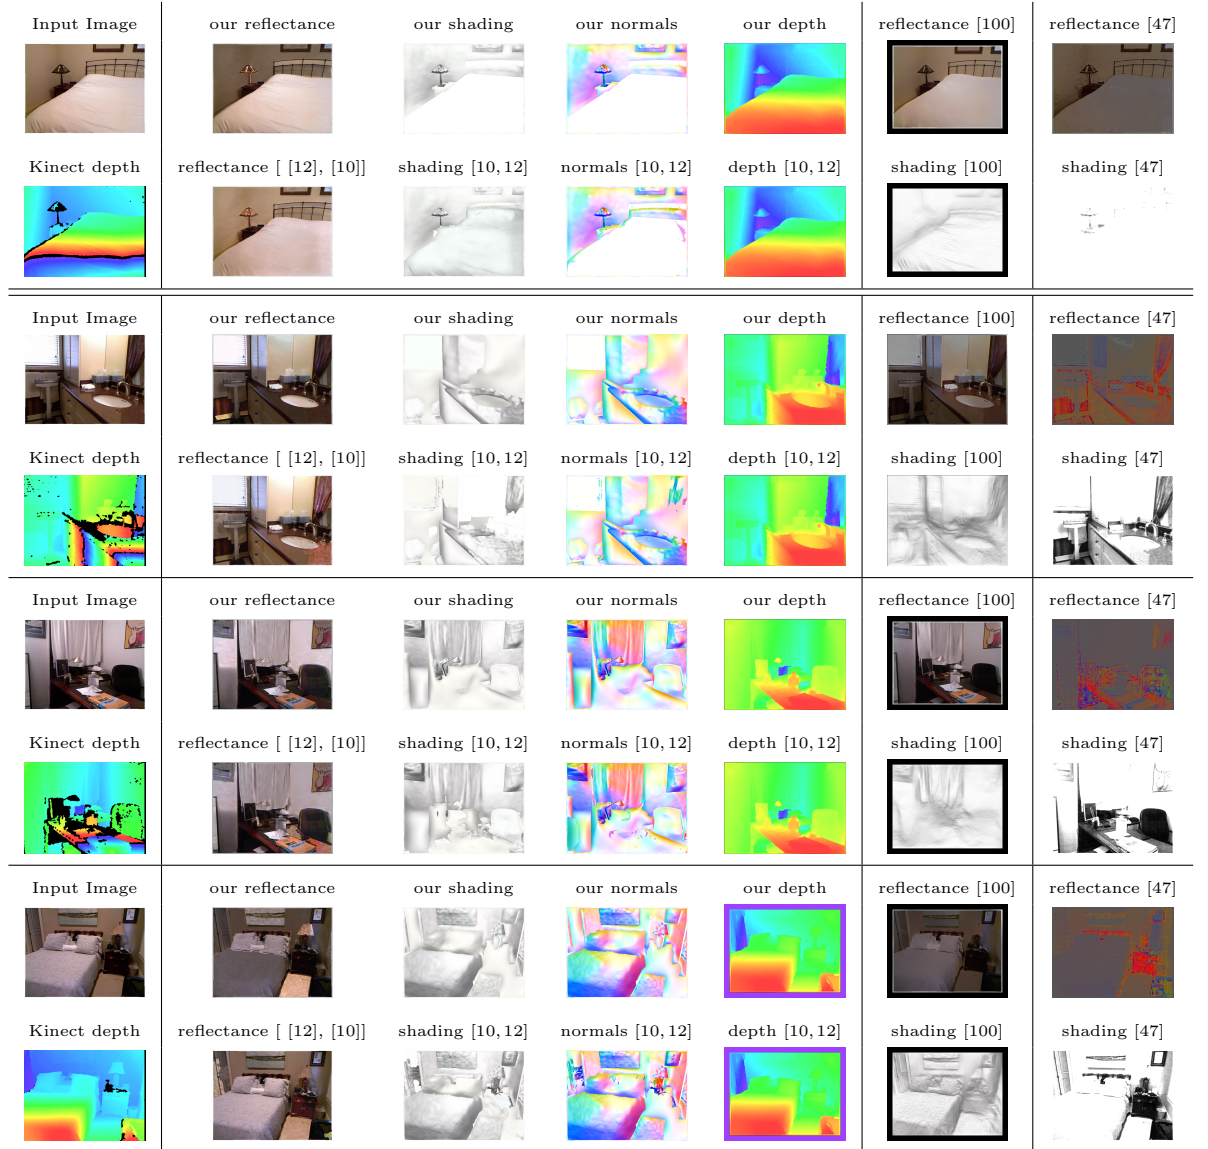 Input Image our reflectance our shading our normals our depth reflectance [100] reflectance [47]
Kinect depth reflectance [ [12], [10]] shading [10, 12] normals [10, 12] depth [10, 12] shading [100] shading [47]
Input Image our reflectance our shading our normals our depth reflectance [100] reflectance [47]
Kinect depth reflectance [ [12], [10]] shading [10, 12] normals [10, 12] depth [10, 12] shading [100] shading [47]
Input Image our reflectance our shading our normals our depth reflectance [100] reflectance [47]
Kinect depth reflectance [ [12], [10]] shading [10, 12] normals [10, 12] depth [10, 12] shading [100] shading [47]
Input Image our reflectance our shading our normals our depth reflectance [100] reflectance [47]
Kinect depth reflectance [ [12], [10]] shading [10, 12] normals [10, 12] depth [10, 12] shading [100] shading [47]